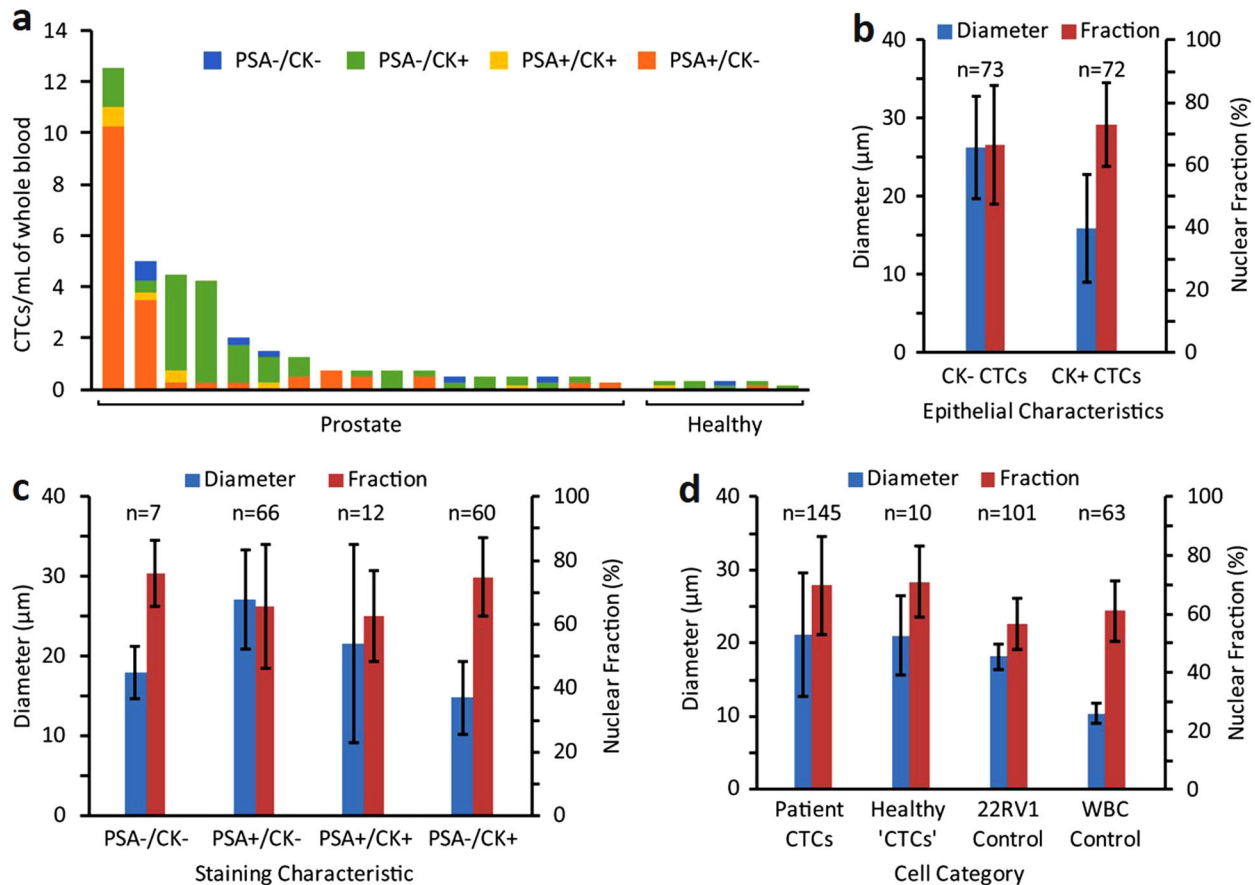 a
14
12
10
8
6
4
2
0
CTCs/mL of whole blood
PSA-/CK- PSA-/CK+ PSA+/CK+ PSA+/CK-
Prostate Healthy
b
Diameter Fraction
40
30
20
10
0
Diameter (μm)
n=73 n=72
100
80
60
40
20
0
Nuclear Fraction (%)
CK- CTCs CK+ CTCs
Epithelial Characteristics
c
Diameter Fraction
40
30
20
10
0
Diameter (μm)
n=7 n=66 n=12 n=60
100
80
60
40
20
0
Nuclear Fraction (%)
PSA-/CK- PSA+/CK- PSA+/CK+ PSA-/CK+
Staining Characteristic
d
Diameter Fraction
40
30
20
10
0
Diameter (μm)
n=145 n=10 n=101 n=63
100
80
60
40
20
0
Nuclear Fraction (%)
Patient Healthy 22RV1 WBC
CTCs 'CTCs' Control Control
Cell Category